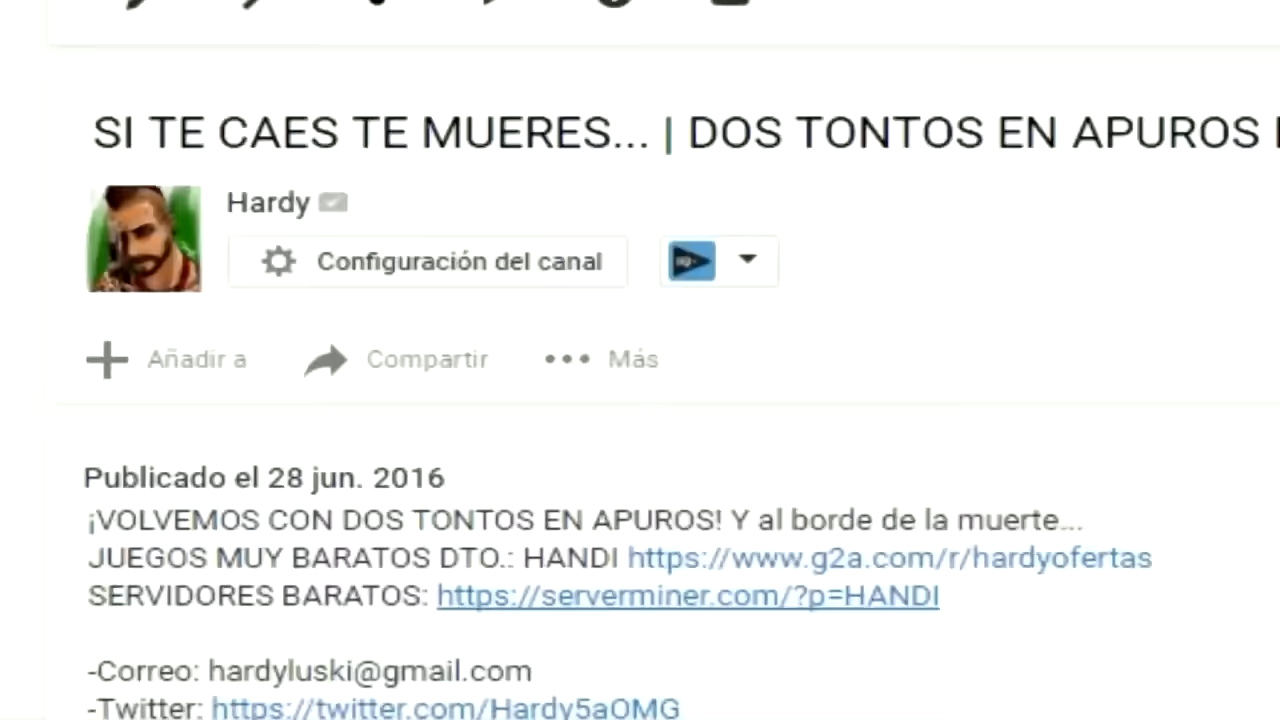 SI TE CAES TE MUERES... | DOS TONTOS EN APUROS
Hardy
Configuración del canal
Añadir a Compartir Más
Publicado el 28 jun. 2016
¡VOLVEMOS CON DOS TONTOS EN APUROS! Y al borde de la muerte...
JUEGOS MUY BARATOS DTO.: HANDI https://www.g2a.com/r/hardyofertas
SERVIDORES BARATOS: https://serverminer.com/?p=HANDI
-Correo: hardyluski@gmail.com
-Twitter: https://twitter.com/Hardy5aOMG